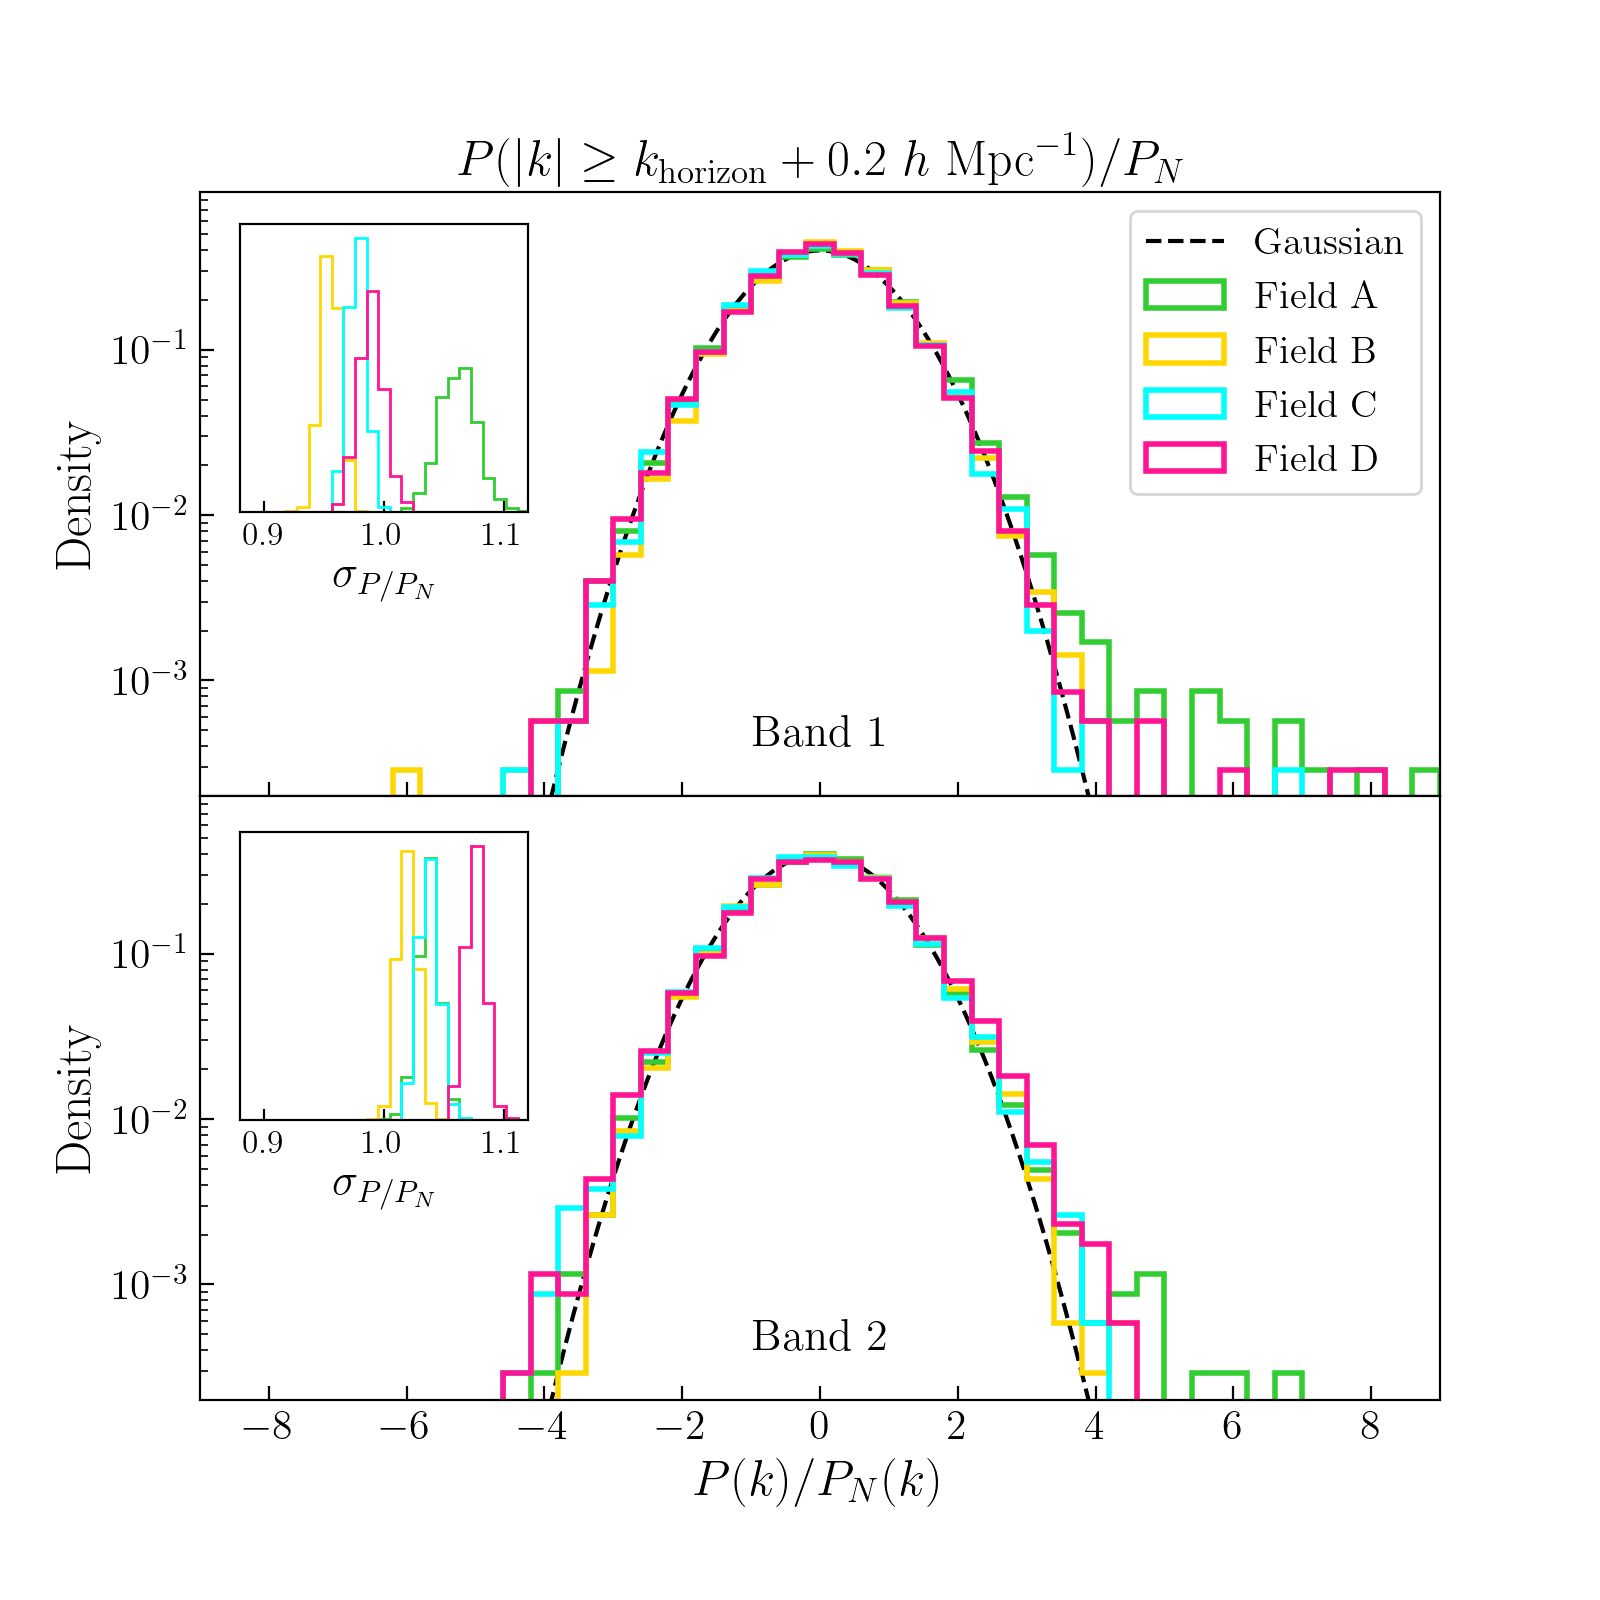 P(|k| ≥ k_horizon + 0.2 h Mpc⁻¹)/P_N
Density
10⁻¹
10⁻²
10⁻³
0.9 1.0 1.1
σ_{P/P_N}
Gaussian
Field A
Field B
Field C
Field D
Band 1
Density
10⁻¹
10⁻²
10⁻³
0.9 1.0 1.1
σ_{P/P_N}
Band 2
−8 −6 −4 −2 0 2 4 6 8
P(k)/P_N(k)